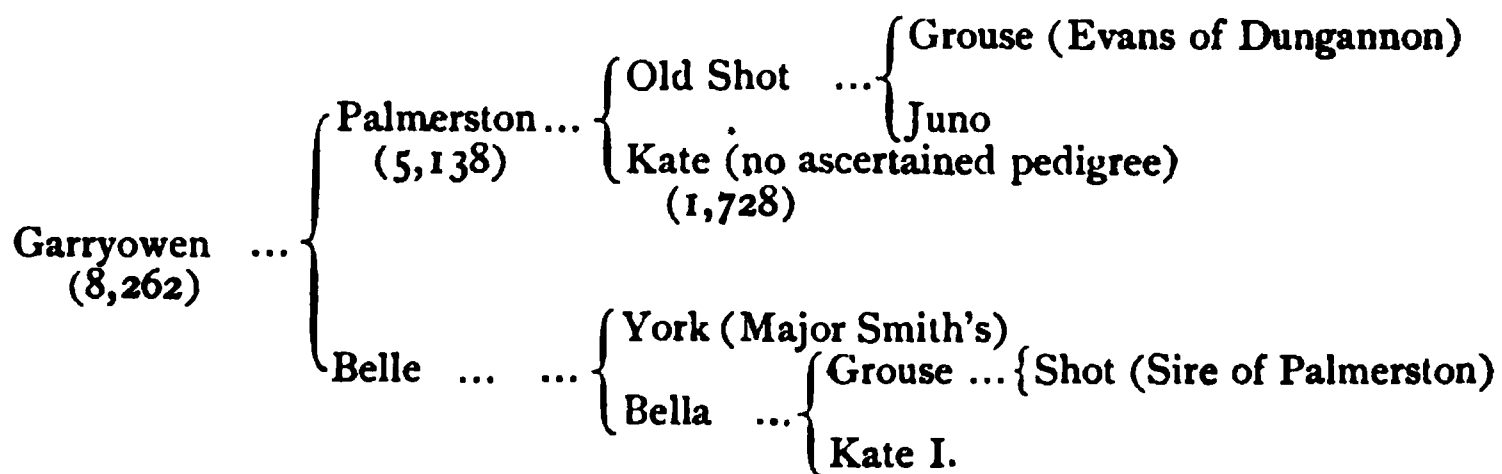 Grouse (Evans of Dungannon)
Old Shot ...
Juno
Palmerston ...
(5,138)
Kate (no ascertained pedigree)
(1,728)
Garryowen ...
(8,262)
York (Major Smith's)
Belle ... ...
Grouse ... {Shot (Sire of Palmerston)
Bella ...
Kate I.